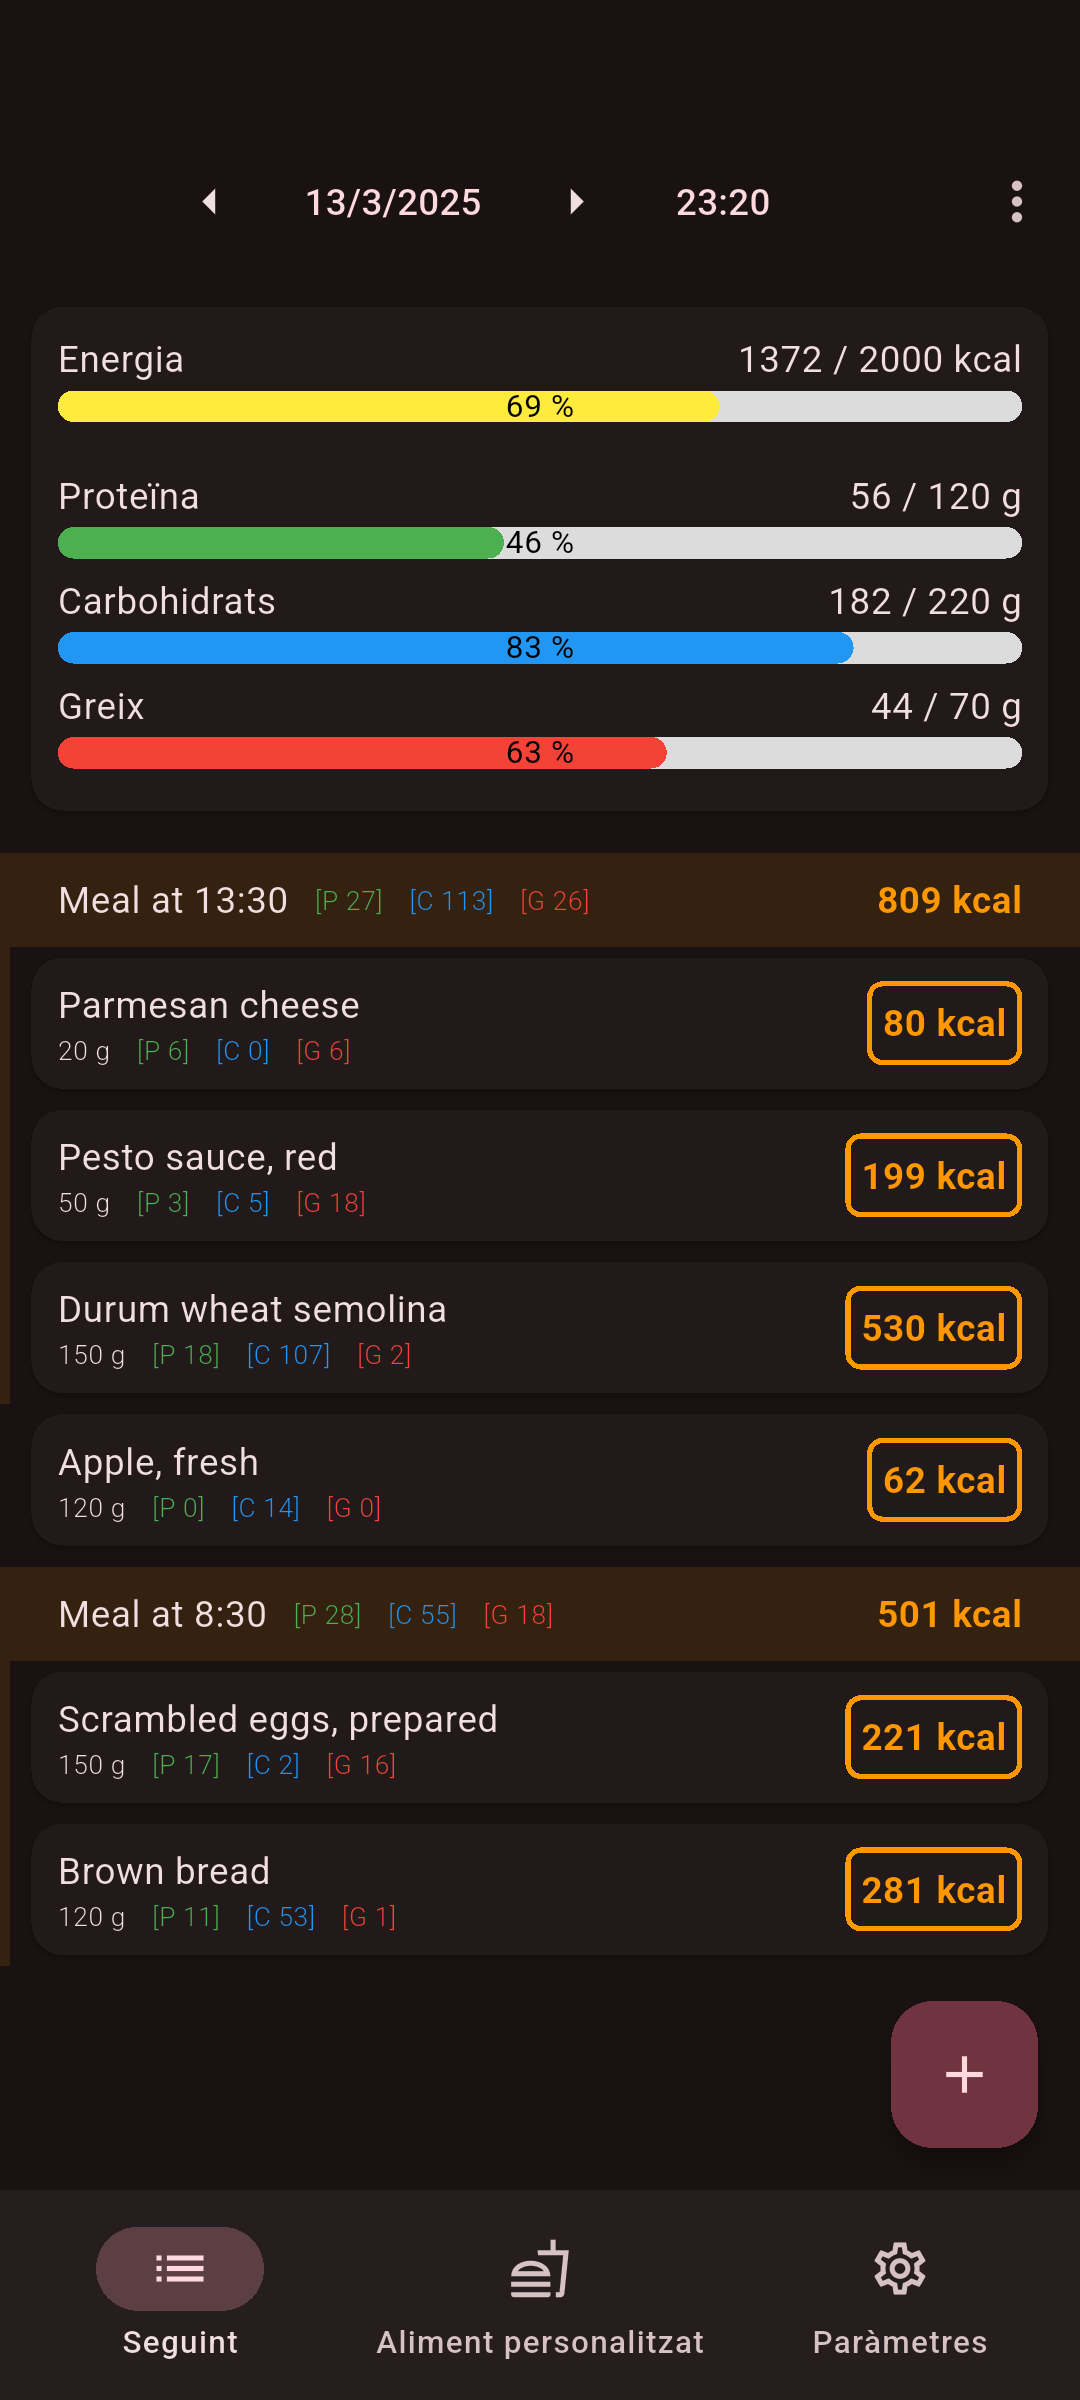 13/3/2025 23:20
Energia 1372 / 2000 kcal
69 %
Proteïna 56 / 120 g
46 %
Carbohidrats 182 / 220 g
83 %
Greix 44 / 70 g
63 %
Meal at 13:30 [P 27] [C 113] [G 26] 809 kcal
Parmesan cheese
20 g [P 6] [C 0] [G 6]
80 kcal
Pesto sauce, red
50 g [P 3] [C 5] [G 18]
199 kcal
Durum wheat semolina
150 g [P 18] [C 107] [G 2]
530 kcal
Apple, fresh
120 g [P 0] [C 14] [G 0]
62 kcal
Meal at 8:30 [P 28] [C 55] [G 18] 501 kcal
Scrambled eggs, prepared
150 g [P 17] [C 2] [G 16]
221 kcal
Brown bread
120 g [P 11] [C 53] [G 1]
281 kcal
Seguint Aliment personalitzat Paràmetres